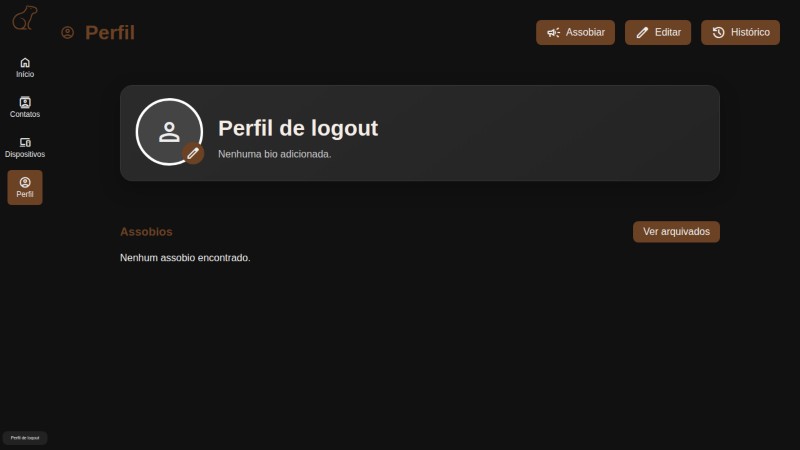 Perfil
Assobiar
Editar
Histórico
Início
Contatos
Dispositivos
Perfil
Perfil de logout
Nenhuma bio adicionada.
Assobios
Ver arquivados
Nenhum assobio encontrado.
Perfil de logout